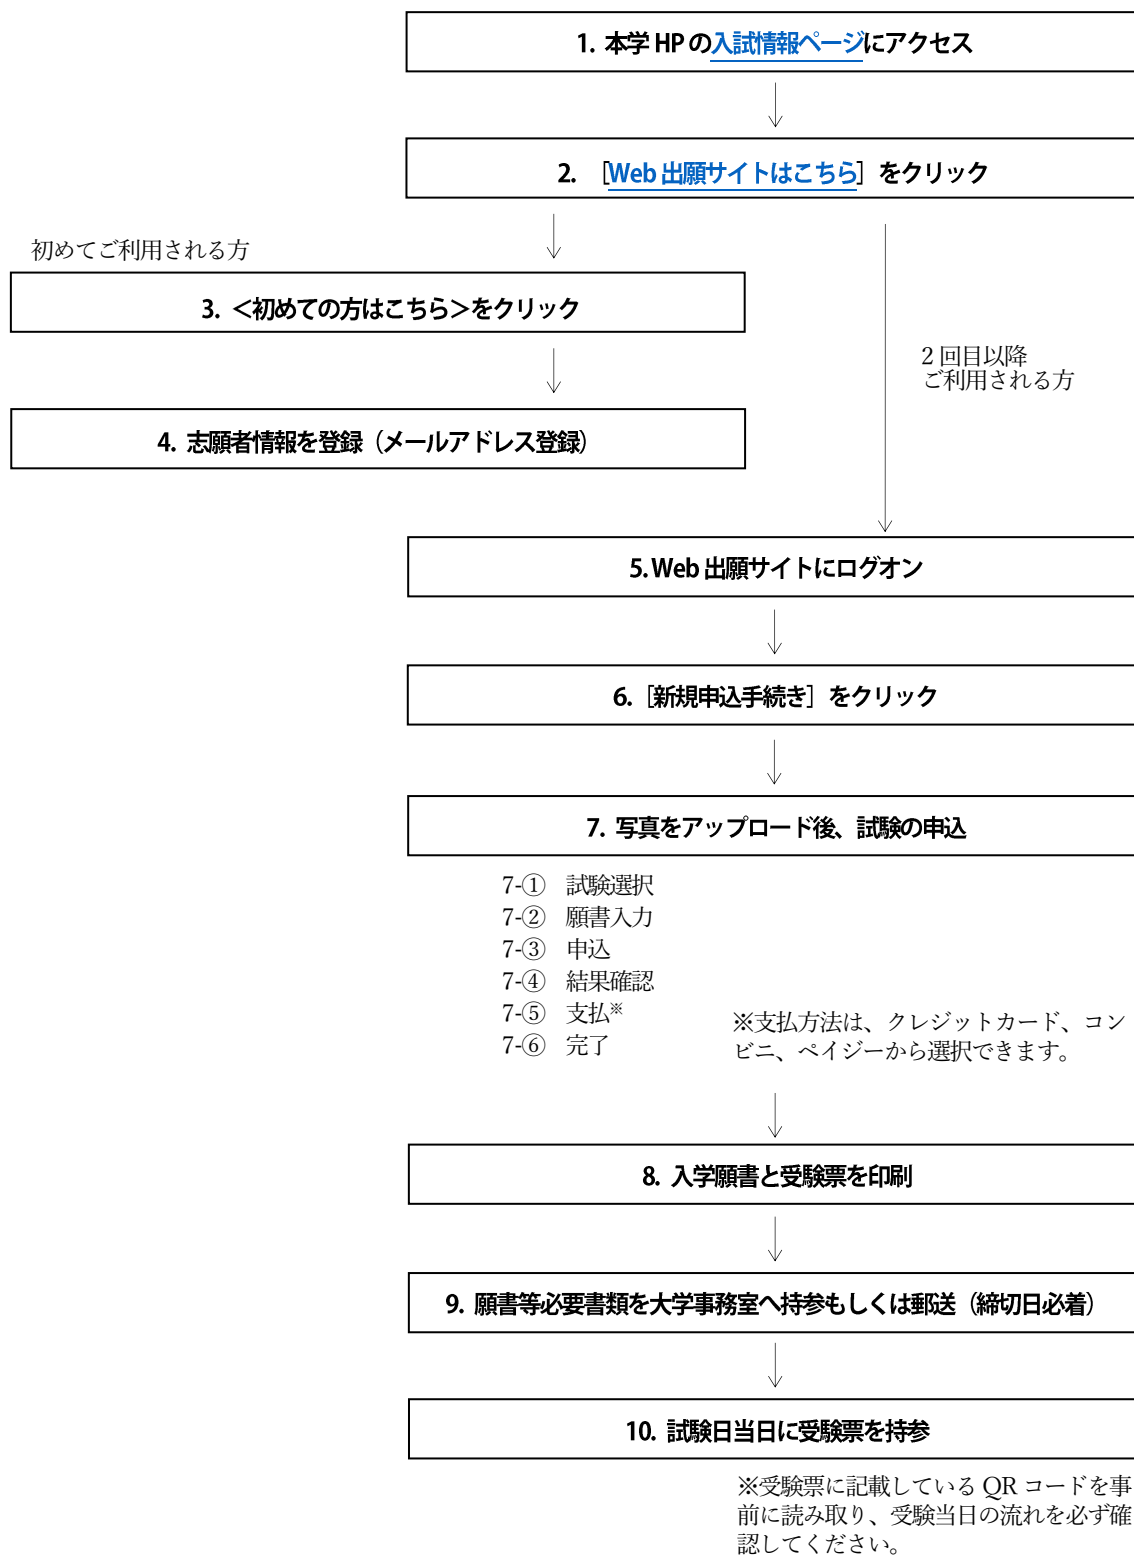 1. 本学 HP の入試情報ページにアクセス
2. ［Web 出願サイトはこちら］をクリック
初めてご利用される方
3. ＜初めての方はこちら＞をクリック
2 回目以降
ご利用される方
4. 志願者情報を登録（メールアドレス登録）
5. Web 出願サイトにログオン
6.［新規申込手続き］をクリック
7. 写真をアップロード後、試験の申込
7-① 試験選択
7-② 願書入力
7-③ 申込
7-④ 結果確認
7-⑤ 支払※
7-⑥ 完了
※支払方法は、クレジットカード、コン
ビニ、ペイジーから選択できます。
8. 入学願書と受験票を印刷
9. 願書等必要書類を大学事務室へ持参もしくは郵送（締切日必着）
10. 試験日当日に受験票を持参
※受験票に記載している QR コードを事
前に読み取り、受験当日の流れを必ず確
認してください。